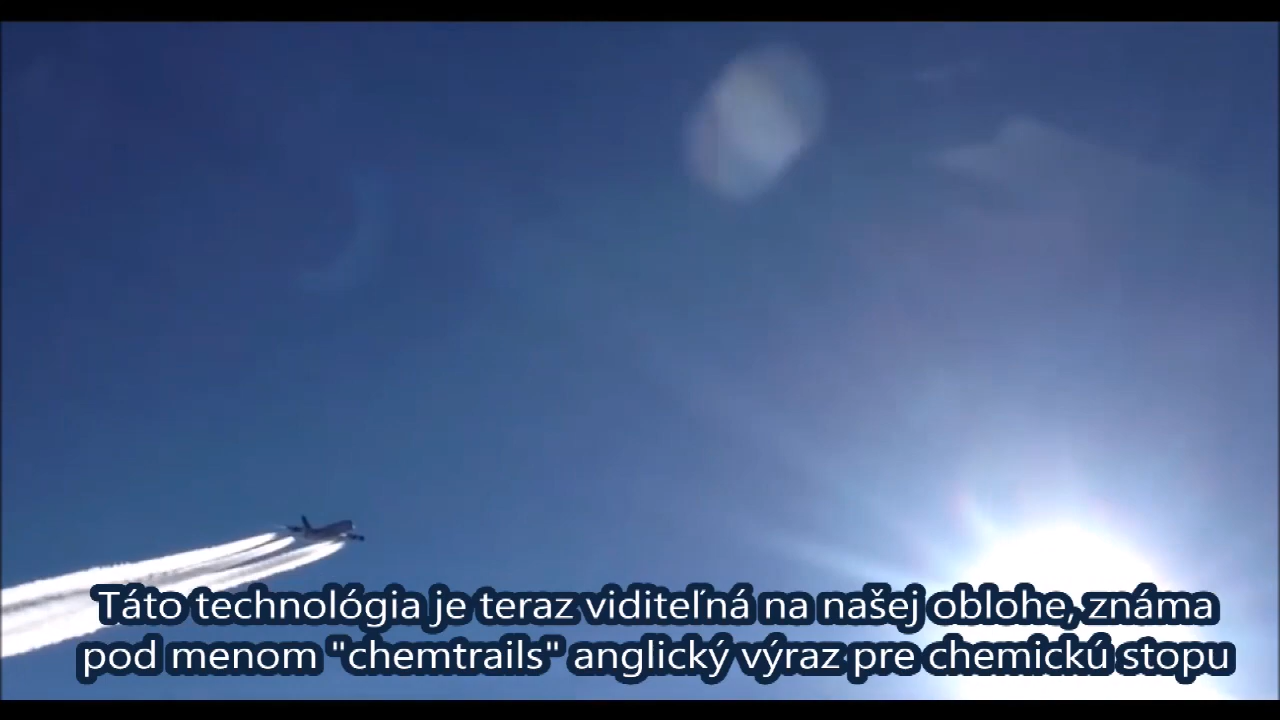 Táto technológia je teraz viditeľná na našej oblohe, známa
pod menom "chemtrails" anglický výraz pre chemickú stopu